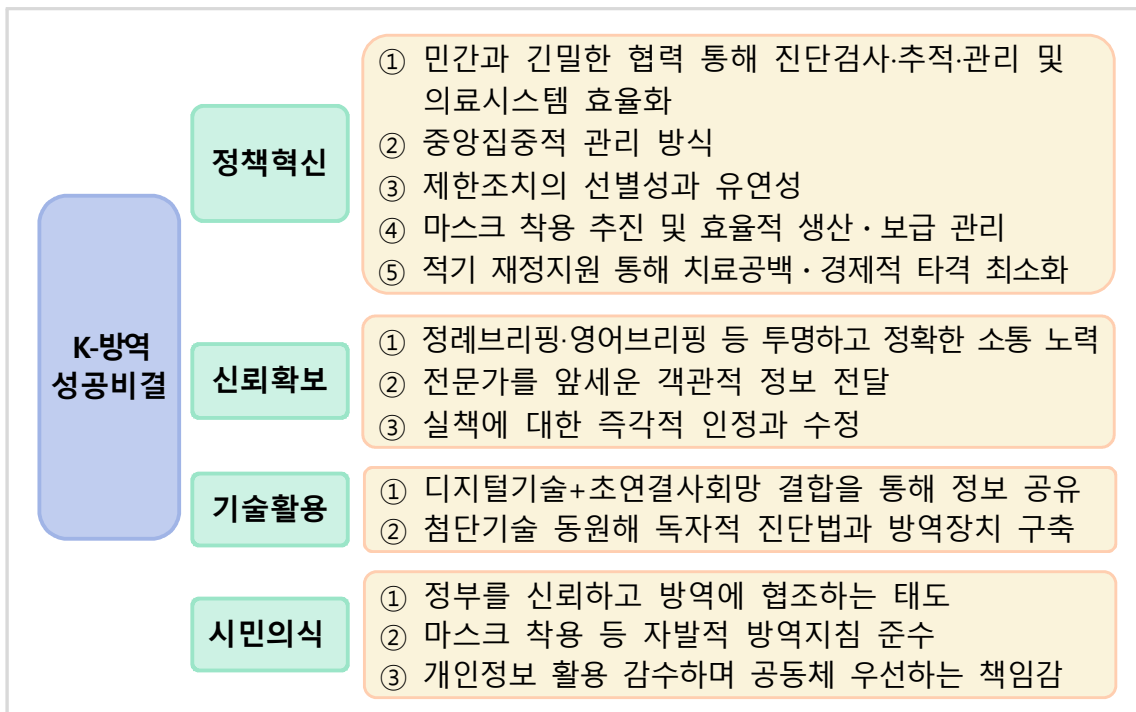 K-방역
성공비결
정책혁신
① 민간과 긴밀한 협력 통해 진단검사·추적·관리 및
의료시스템 효율화
② 중앙집중적 관리 방식
③ 제한조치의 선별성과 유연성
④ 마스크 착용 추진 및 효율적 생산·보급 관리
⑤ 적기 재정지원 통해 치료공백·경제적 타격 최소화
신뢰확보
① 정례브리핑·영어브리핑 등 투명하고 정확한 소통 노력
② 전문가를 앞세운 객관적 정보 전달
③ 실책에 대한 즉각적 인정과 수정
기술활용
① 디지털기술+초연결사회망 결합을 통해 정보 공유
② 첨단기술 동원해 독자적 진단법과 방역장치 구축
시민의식
① 정부를 신뢰하고 방역에 협조하는 태도
② 마스크 착용 등 자발적 방역지침 준수
③ 개인정보 활용 감수하며 공동체 우선하는 책임감